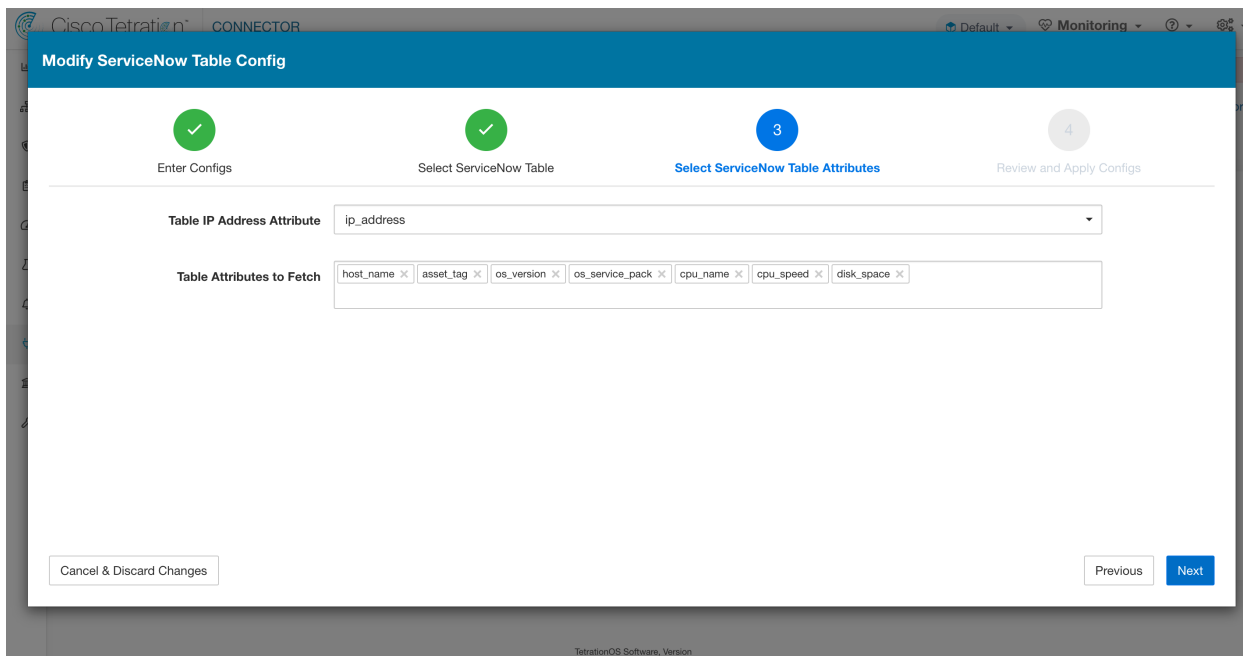 Cisco Tetration™ CONNECTOR Default Monitoring
Modify ServiceNow Table Config
3 4
Enter Configs Select ServiceNow Table Select ServiceNow Table Attributes Review and Apply Configs
Table IP Address Attribute ip_address
Table Attributes to Fetch host_name × asset_tag × os_version × os_service_pack × cpu_name × cpu_speed × disk_space ×
Cancel & Discard Changes Previous Next
TetrationOS Software, Version